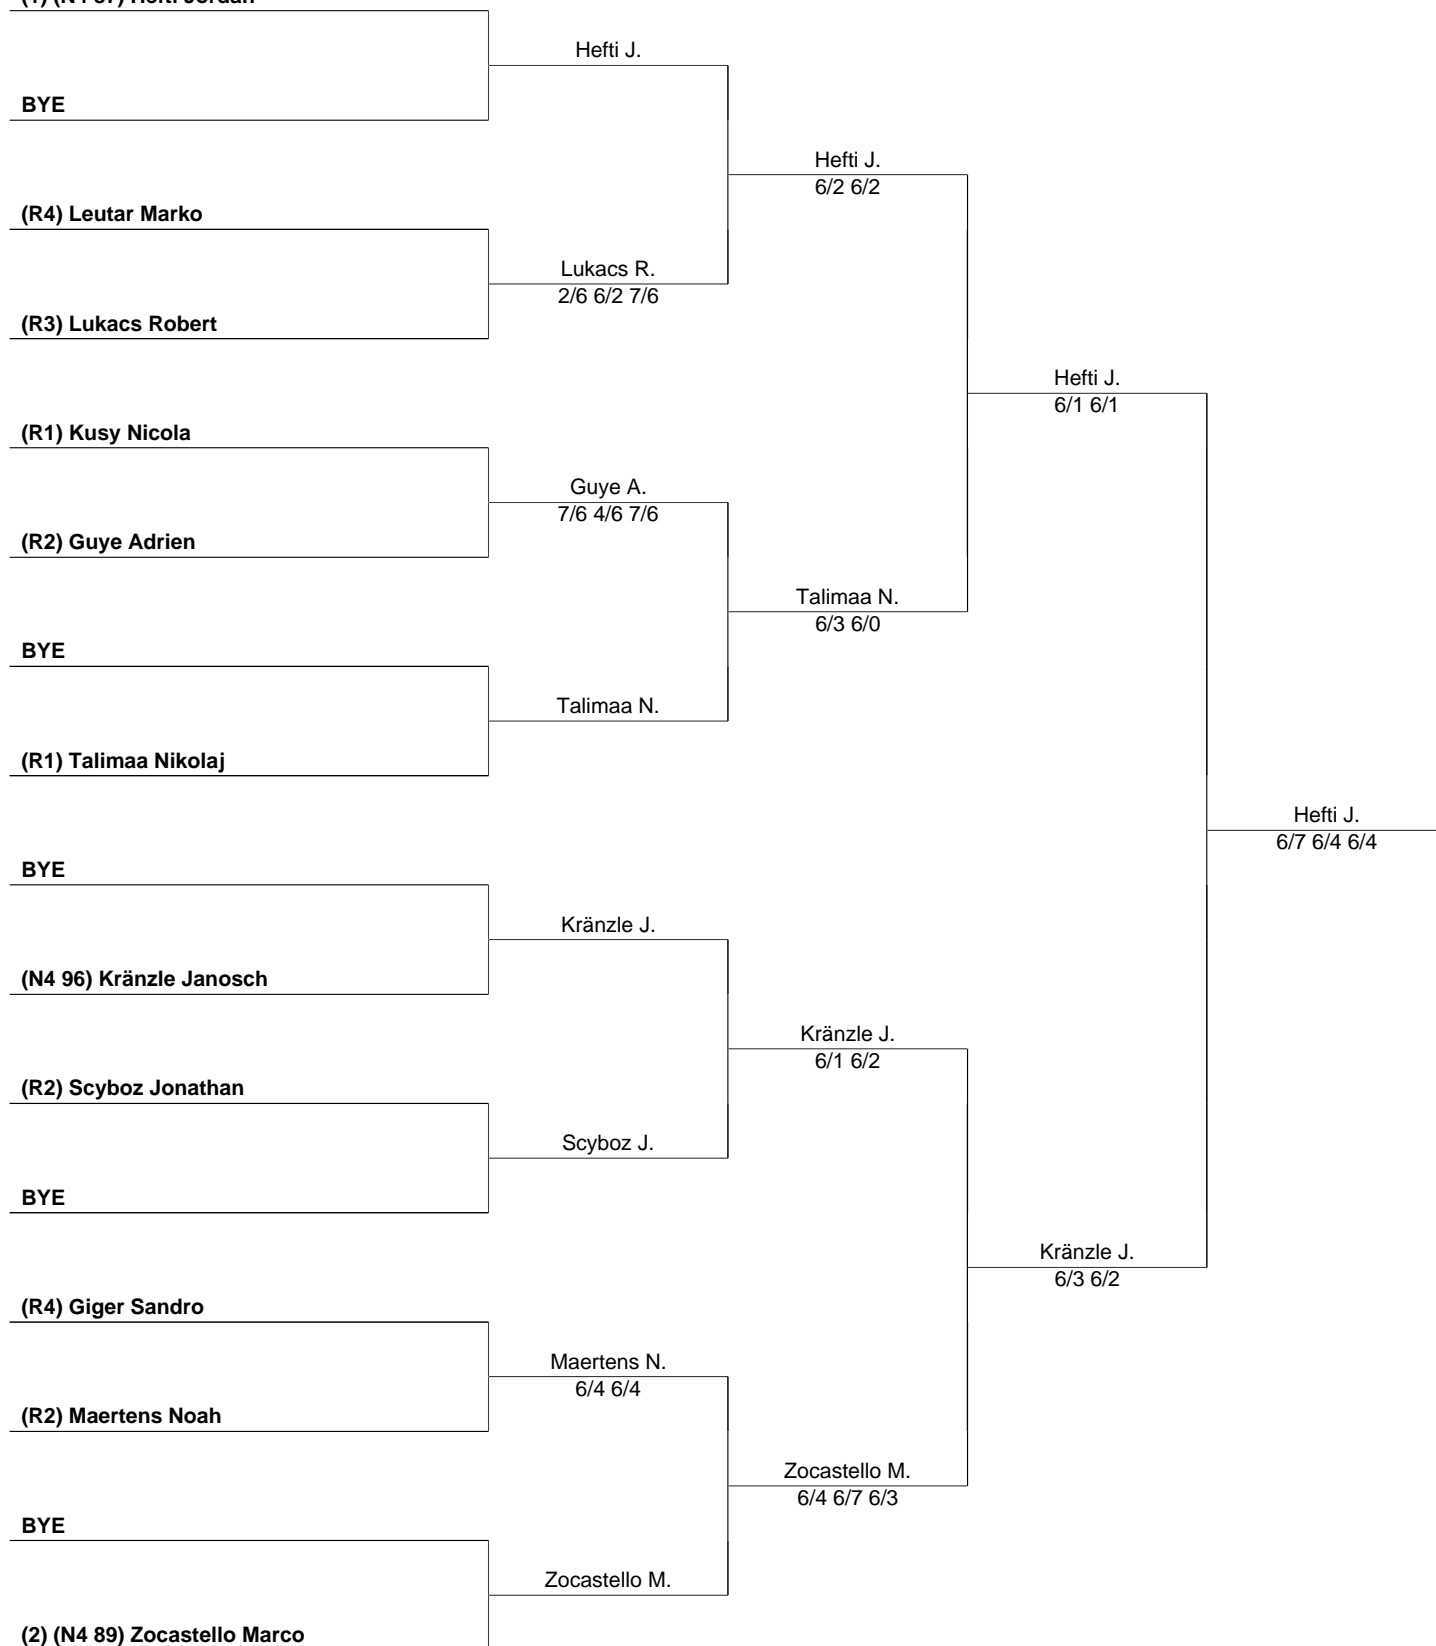 Hefti J.
BYE
Hefti J.
6/2 6/2
(R4) Leutar Marko
Lukacs R.
2/6 6/2 7/6
(R3) Lukacs Robert
Hefti J.
6/1 6/1
(R1) Kusy Nicola
Guye A.
7/6 4/6 7/6
(R2) Guye Adrien
Talimaa N.
6/3 6/0
BYE
Talimaa N.
(R1) Talimaa Nikolaj
Hefti J.
6/7 6/4 6/4
BYE
Kränzle J.
(N4 96) Kränzle Janosch
Kränzle J.
6/1 6/2
(R2) Scyboz Jonathan
Scyboz J.
BYE
Kränzle J.
6/3 6/2
(R4) Giger Sandro
Maertens N.
6/4 6/4
(R2) Maertens Noah
Zocastello M.
6/4 6/7 6/3
BYE
Zocastello M.
(2) (N4 89) Zocastello Marco